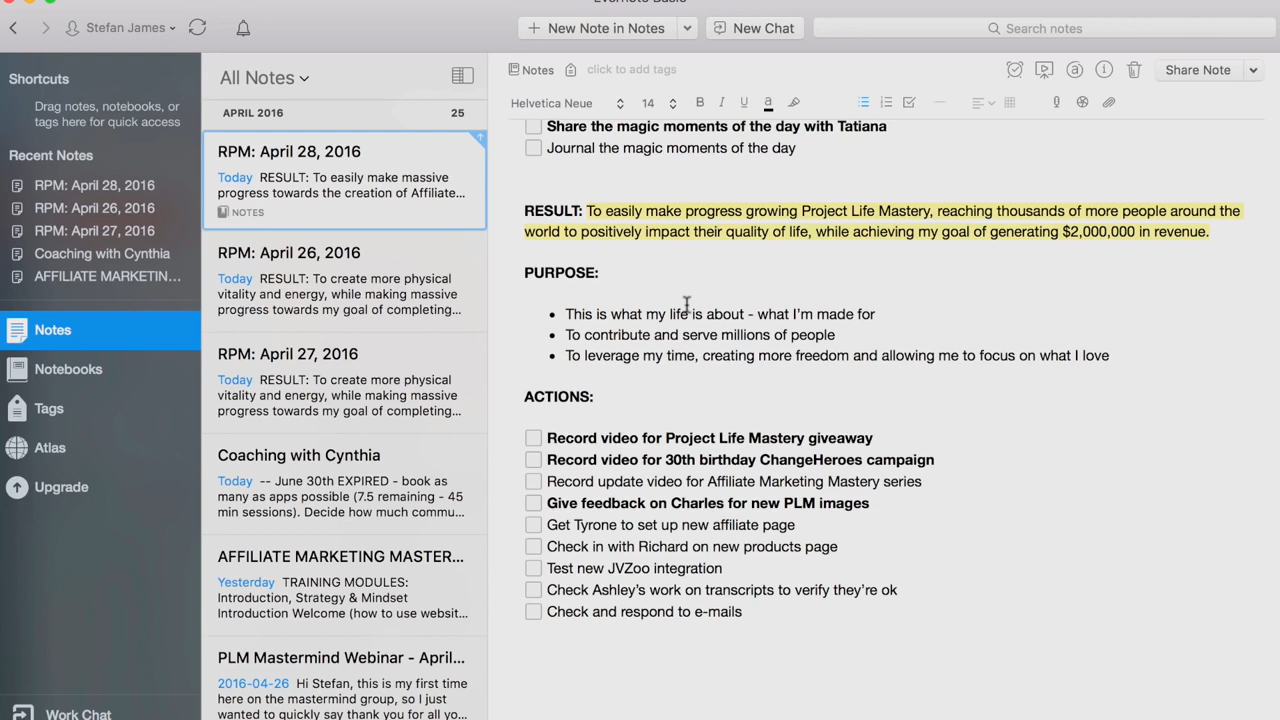 Evernote Basic
Stefan James
New Note in Notes
New Chat
Search notes
Shortcuts
Drag notes, notebooks, or
tags here for quick access
Recent Notes
RPM: April 28, 2016
RPM: April 26, 2016
RPM: April 27, 2016
Coaching with Cynthia
AFFILIATE MARKETIN...
Notes
Notebooks
Tags
Atlas
Upgrade
Work Chat
All Notes
APRIL 2016 25
RPM: April 28, 2016
Today RESULT: To easily make massive
progress towards the creation of Affiliate...
NOTES
RPM: April 26, 2016
Today RESULT: To create more physical
vitality and energy, while making massive
progress towards my goal of completing...
RPM: April 27, 2016
Today RESULT: To create more physical
vitality and energy, while making massive
progress towards my goal of completing...
Coaching with Cynthia
Today -- June 30th EXPIRED - book as
many as apps possible (7.5 remaining - 45
min sessions). Decide how much commu...
AFFILIATE MARKETING MASTER...
Yesterday TRAINING MODULES:
Introduction, Strategy & Mindset
Introduction Welcome (how to use websit...
PLM Mastermind Webinar - April...
2016-04-26 Hi Stefan, this is my first time
here on the mastermind group, so I just
wanted to quickly say thank you for all yo...
Notes click to add tags
Share Note
Helvetica Neue 14 B I U a
Share the magic moments of the day with Tatiana
Journal the magic moments of the day
RESULT: To easily make progress growing Project Life Mastery, reaching thousands of more people around the
world to positively impact their quality of life, while achieving my goal of generating $2,000,000 in revenue.
PURPOSE:
• This is what my life is about - what I'm made for
• To contribute and serve millions of people
• To leverage my time, creating more freedom and allowing me to focus on what I love
ACTIONS:
Record video for Project Life Mastery giveaway
Record video for 30th birthday ChangeHeroes campaign
Record update video for Affiliate Marketing Mastery series
Give feedback on Charles for new PLM images
Get Tyrone to set up new affiliate page
Check in with Richard on new products page
Test new JVZoo integration
Check Ashley's work on transcripts to verify they're ok
Check and respond to e-mails